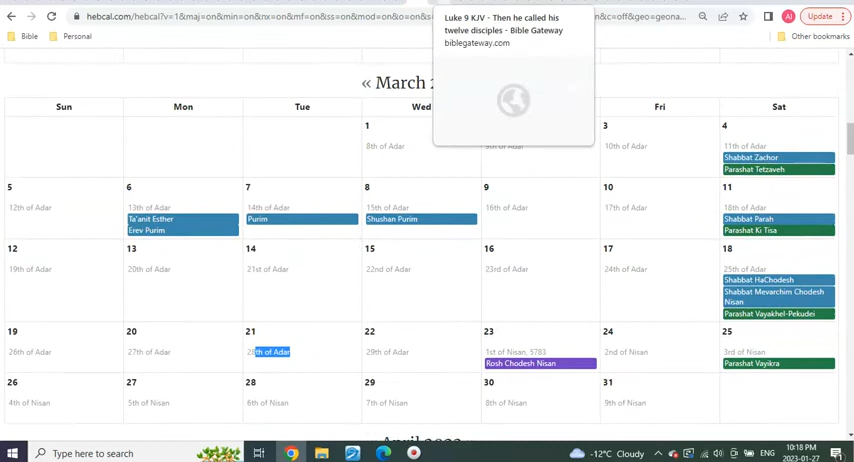 hebcal.com/hebcal?v=1&maj=on&min=on&nx=on&mf=on&ss=on&mod=on&o=on&s
&c=off&geo=geona
AI
Update
Bible
Personal
Other bookmarks
Luke 9 KJV - Then he called his
twelve disciples - Bible Gateway
biblegateway.com
« March 2
Sun Mon Tue Wed Fri Sat
1 3 4
8th of Adar 9th of Adar 10th of Adar 11th of Adar
Shabbat Zachor
Parashat Tetzaveh
5 6 7 8 9 10 11
12th of Adar 13th of Adar 14th of Adar 15th of Adar 16th of Adar 17th of Adar 18th of Adar
Ta'anit Esther Purim Shushan Purim Shabbat Parah
Erev Purim Parashat Ki Tisa
12 13 14 15 16 17 18
19th of Adar 20th of Adar 21st of Adar 22nd of Adar 23rd of Adar 24th of Adar 25th of Adar
Shabbat HaChodesh
Shabbat Mevarchim Chodesh
Nisan
Parashat Vayakhel-Pekudei
19 20 21 22 23 24 25
26th of Adar 27th of Adar 28th of Adar 29th of Adar 1st of Nisan, 5783 2nd of Nisan 3rd of Nisan
Rosh Chodesh Nisan Parashat Vayikra
26 27 28 29 30 31
4th of Nisan 5th of Nisan 6th of Nisan 7th of Nisan 8th of Nisan 9th of Nisan
Type here to search
-12°C Cloudy
ENG
10:18 PM
2023-01-27
1